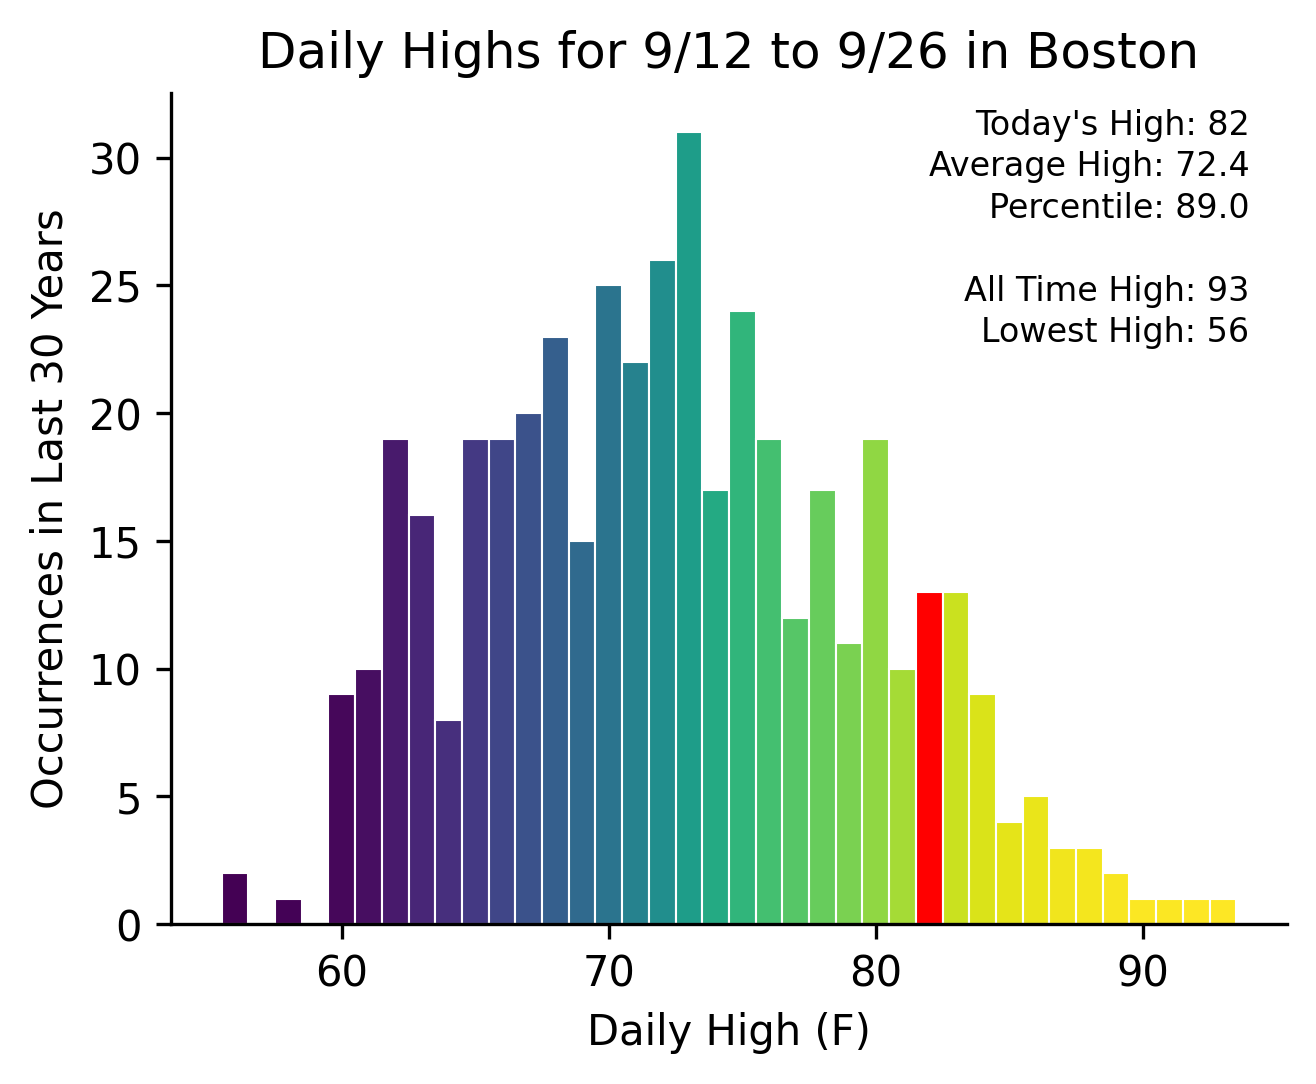 Daily Highs for 9/12 to 9/26 in Boston
Today's High: 82
Average High: 72.4
Percentile: 89.0
All Time High: 93
Lowest High: 56
Occurrences in Last 30 Years
30
25
20
15
10
5
0
60 70 80 90
Daily High (F)